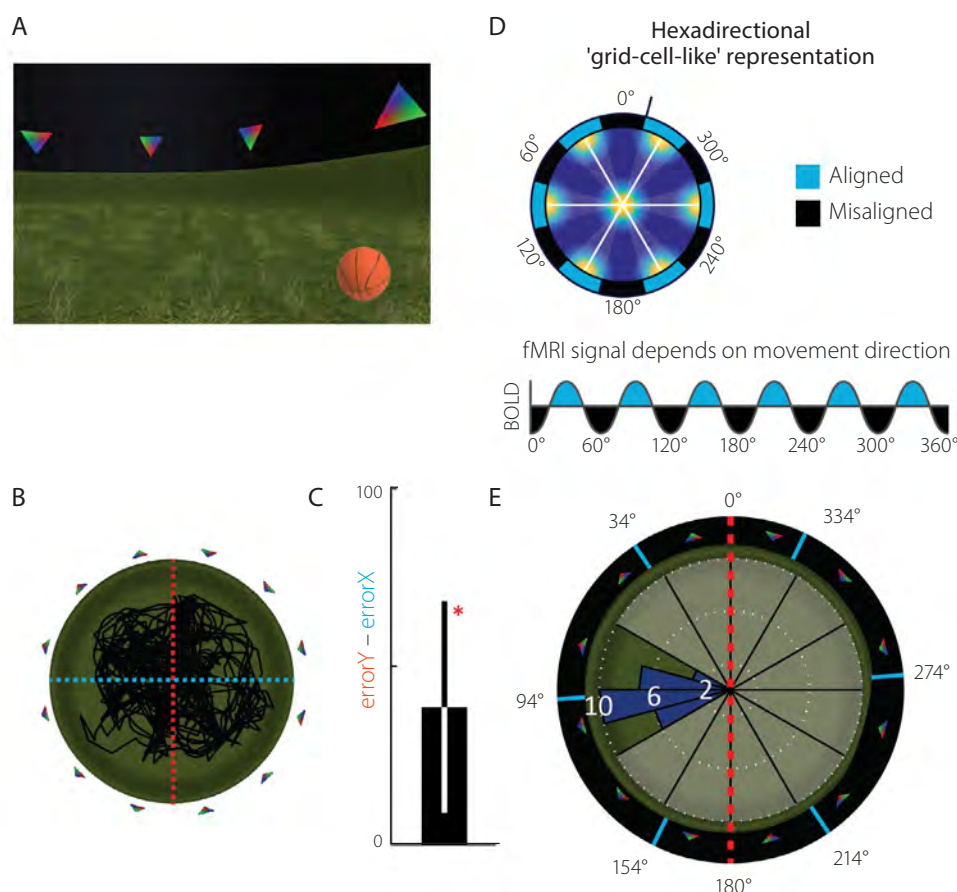 A
D
Hexadirectional
'grid-cell-like' representation
0°
60°
300°
120°
240°
180°
Aligned
Misaligned
fMRI signal depends on movement direction
BOLD
0° 60° 120° 180° 240° 300° 360°
B
C
100
errorY – errorX
*
0
E
0°
34°
334°
94°
274°
10 6 2
154°
214°
180°